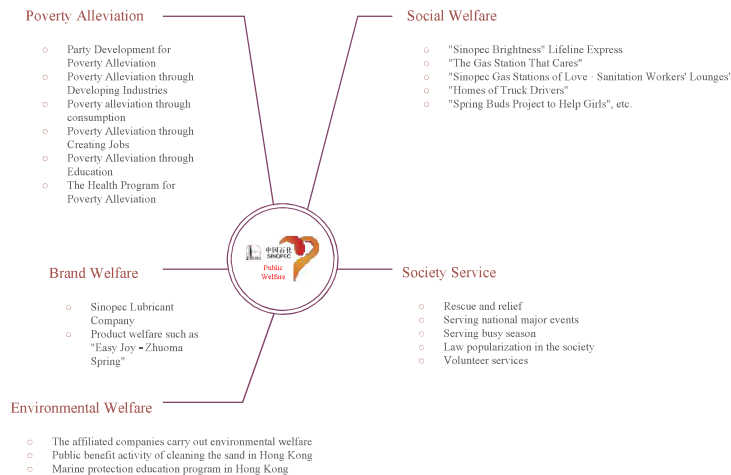 Poverty Alleviation
○ Party Development for
Poverty Alleviation
○ Poverty Alleviation through
Developing Industries
○ Poverty alleviation through
consumption
○ Poverty Alleviation through
Creating Jobs
○ Poverty Alleviation through
Education
○ The Health Program for
Poverty Alleviation
Social Welfare
○ "Sinopec Brightness" Lifeline Express
○ "The Gas Station That Cares"
○ "Sinopec Gas Stations of Love · Sanitation Workers' Lounges'
○ "Homes of Truck Drivers"
○ "Spring Buds Project to Help Girls", etc.
中国石化
SINOPEC
Public
Welfare
Brand Welfare
○ Sinopec Lubricant
Company
○ Product welfare such as
"Easy Joy - Zhuoma
Spring"
Society Service
○ Rescue and relief
○ Serving national major events
○ Serving busy season
○ Law popularization in the society
○ Volunteer services
Environmental Welfare
○ The affiliated companies carry out environmental welfare
○ Public benefit activity of cleaning the sand in Hong Kong
○ Marine protection education program in Hong Kong